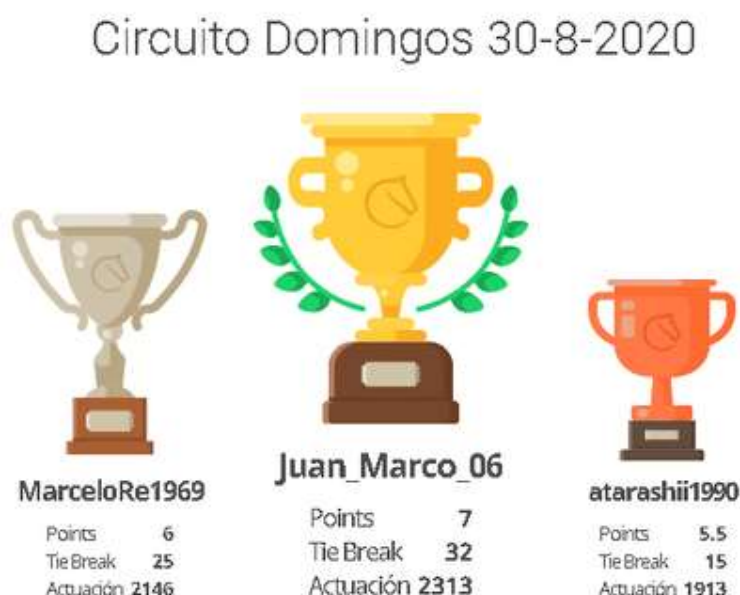 Circuito Domingos 30-8-2020
MarceloRe1969
Points 6
Tie Break 25
Actuación 2146
Juan_Marco_06
Points 7
Tie Break 32
Actuación 2313
atarashii1990
Points 5.5
Tie Break 15
Actuación 1913